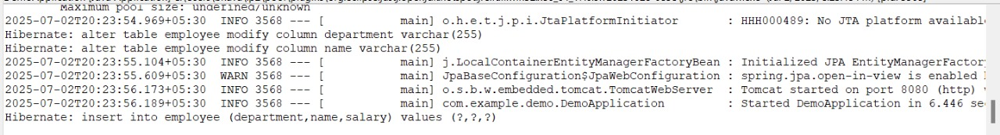 Maximum pool size: undefined/unknown
2025-07-02T20:23:54.969+05:30  INFO 3568 --- [           main] o.h.e.t.j.p.i.JtaPlatformInitiator       : HHH000489: No JTA platform availabl
Hibernate: alter table employee modify column department varchar(255)
Hibernate: alter table employee modify column name varchar(255)
2025-07-02T20:23:55.104+05:30  INFO 3568 --- [           main] j.LocalContainerEntityManagerFactoryBean : Initialized JPA EntityManagerFactory
2025-07-02T20:23:55.609+05:30  WARN 3568 --- [           main] JpaBaseConfiguration$JpaWebConfiguration : spring.jpa.open-in-view is enabled
2025-07-02T20:23:56.173+05:30  INFO 3568 --- [           main] o.s.b.w.embedded.tomcat.TomcatWebServer  : Tomcat started on port 8080 (http)
2025-07-02T20:23:56.189+05:30  INFO 3568 --- [           main] com.example.demo.DemoApplication         : Started DemoApplication in 6.446 se
Hibernate: insert into employee (department,name,salary) values (?,?,?)